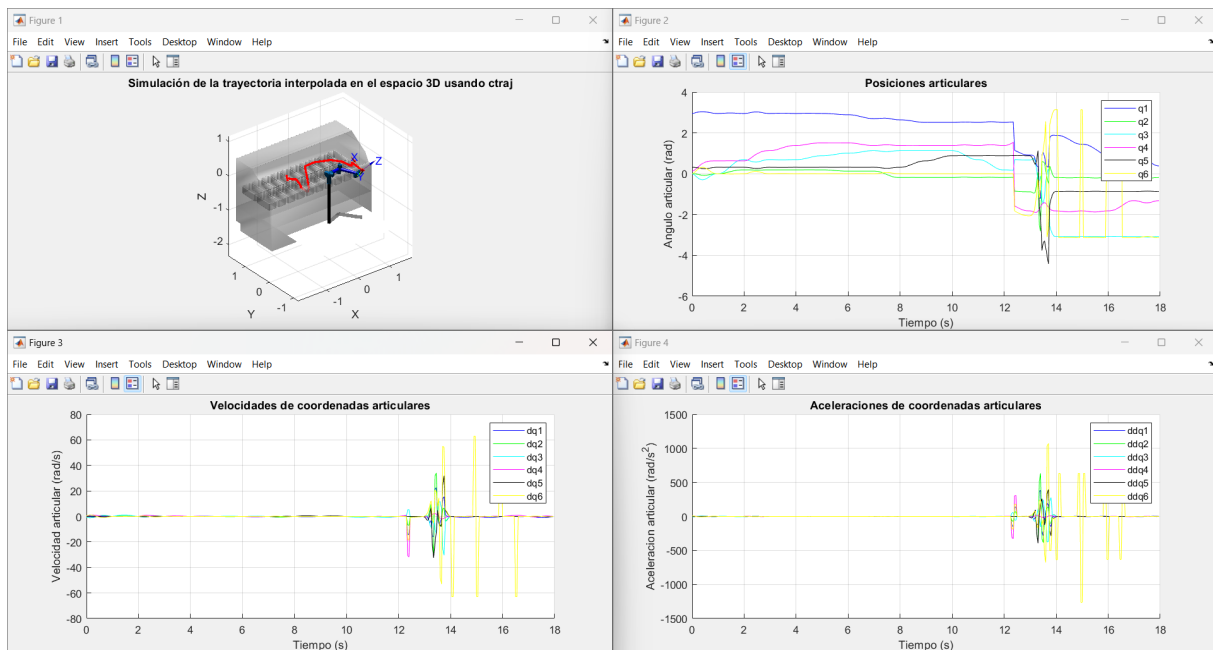 Figure 1
File Edit View Insert Tools Desktop Window Help
Simulación de la trayectoria interpolada en el espacio 3D usando ctraj
1
0
-1
-2
Z
1
0
-1
Y
-1
0
1
X
X
Z
Y
Figure 2
File Edit View Insert Tools Desktop Window Help
Posiciones articulares
4
2
0
-2
-4
-6
Angulo articular (rad)
0 2 4 6 8 10 12 14 16 18
Tiempo (s)
q1
q2
q3
q4
q5
q6
Figure 3
File Edit View Insert Tools Desktop Window Help
Velocidades de coordenadas articulares
80
60
40
20
0
-20
-40
-60
-80
Velocidad articular (rad/s)
0 2 4 6 8 10 12 14 16 18
Tiempo (s)
dq1
dq2
dq3
dq4
dq5
dq6
Figure 4
File Edit View Insert Tools Desktop Window Help
Aceleraciones de coordenadas articulares
1500
1000
500
0
-500
-1000
-1500
Aceleracion articular (rad/s²)
0 2 4 6 8 10 12 14 16 18
Tiempo (s)
ddq1
ddq2
ddq3
ddq4
ddq5
ddq6